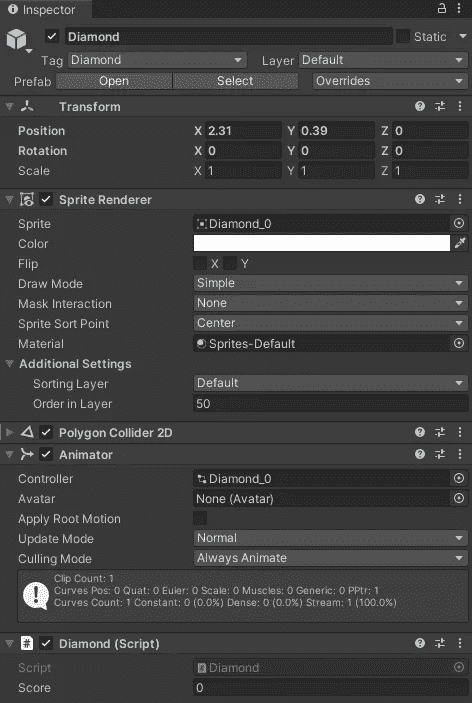 Inspector
Diamond Static
Tag Diamond Layer Default
Prefab Open Select Overrides
Transform
Position X 2.31 Y 0.39 Z 0
Rotation X 0 Y 0 Z 0
Scale X 1 Y 1 Z 1
Sprite Renderer
Sprite Diamond_0
Color
Flip X Y
Draw Mode Simple
Mask Interaction None
Sprite Sort Point Center
Material Sprites-Default
Additional Settings
Sorting Layer Default
Order in Layer 50
Polygon Collider 2D
Animator
Controller Diamond_0
Avatar None (Avatar)
Apply Root Motion
Update Mode Normal
Culling Mode Always Animate
Clip Count: 1
Curves Pos: 0 Quat: 0 Euler: 0 Scale: 0 Muscles: 0 Generic: 0 PPtr: 1
Curves Count: 1 Constant: 0 (0.0%) Dense: 0 (0.0%) Stream: 1 (100.0%)
# Diamond (Script)
Script Diamond
Score 0